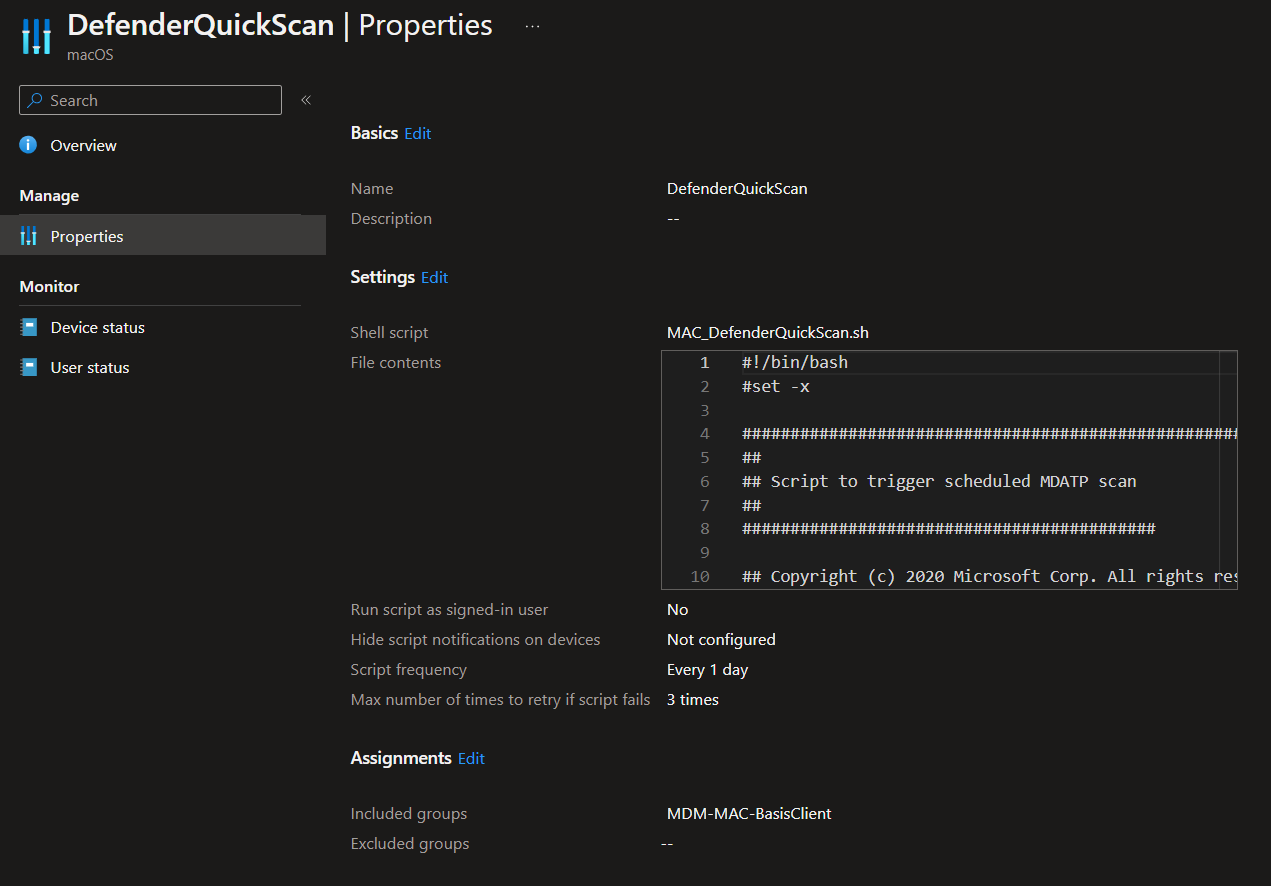 DefenderQuickScan | Properties ...
macOS
Search «
Overview
Manage
Properties
Monitor
Device status
User status
Basics Edit
Name DefenderQuickScan
Description --
Settings Edit
Shell script MAC_DefenderQuickScan.sh
File contents
1 #!/bin/bash
2 #set -x
3
4 ####################################################
5 ##
6 ## Script to trigger scheduled MDATP scan
7 ##
8 ###########################################
9
10 ## Copyright (c) 2020 Microsoft Corp. All rights res
Run script as signed-in user No
Hide script notifications on devices Not configured
Script frequency Every 1 day
Max number of times to retry if script fails 3 times
Assignments Edit
Included groups MDM-MAC-BasisClient
Excluded groups --